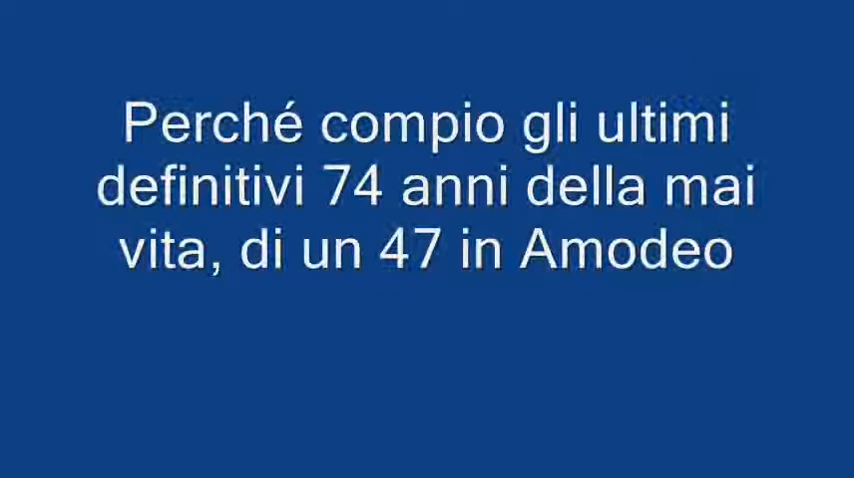 Perché compio gli ultimi
definitivi 74 anni della mai
vita, di un 47 in Amodeo